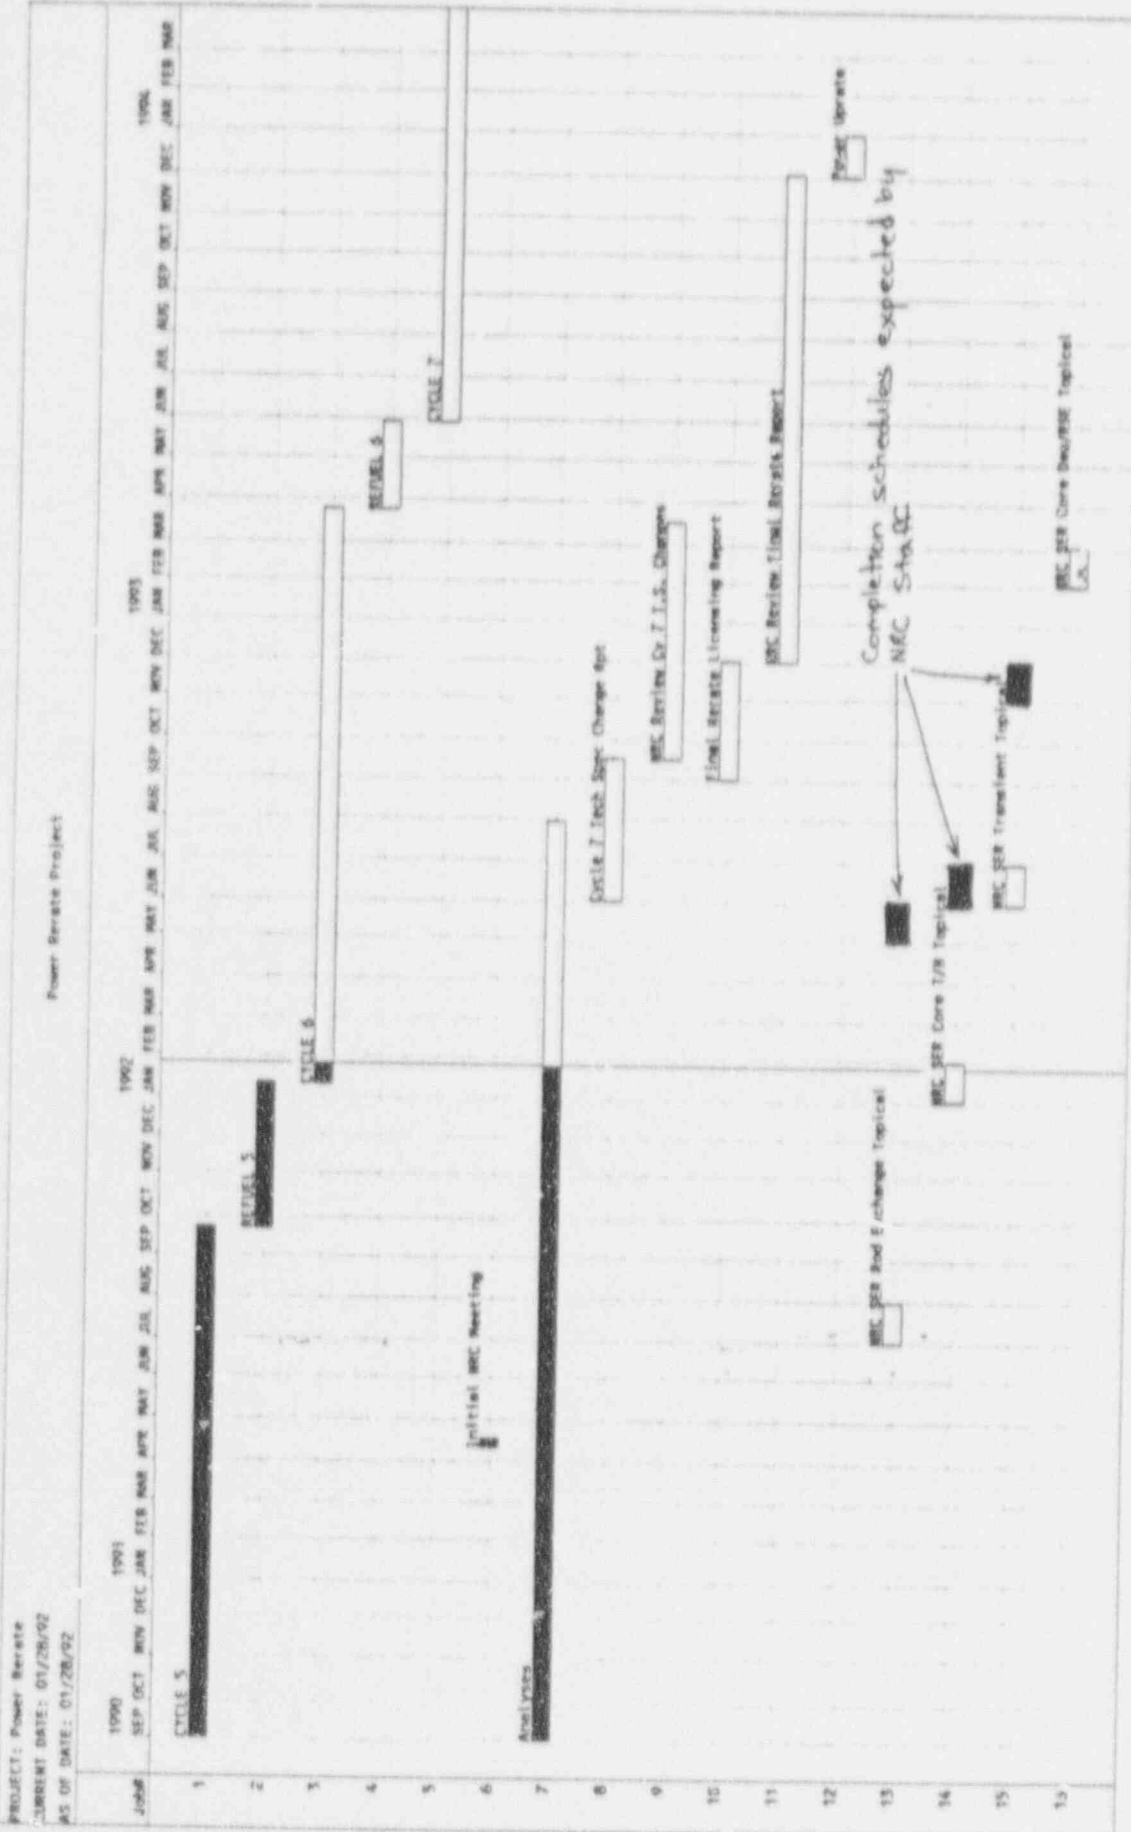 PROJECT: Power Rerate
CURRENT DATE: 01/28/92
AS OF DATE: 01/28/92
Power Rerate Project
1990 1991 1992 1993 1994
Job# SEP OCT NOV DEC JAN FEB MAR APR MAY JUN JUL AUG SEP OCT NOV DEC JAN FEB MAR APR MAY JUN JUL AUG SEP OCT NOV DEC JAN FEB MAR APR MAY JUN JUL AUG SEP OCT NOV DEC JAN FEB MAR
CYCLE 5
1
REFUEL 5
2
CYCLE 6
3
REFUEL 6
4
CYCLE 7
5
Initial NRC Meeting
6
Analyses
7
Cycle 7 Tech Spec Change Rpt
8
NRC Review Cy 7 T.S. Changes
9
Final Rerate Licensing Report
10
NRC Review Final Rerate Report
11
Power Uprate
12
Completion schedules expected by
NRC Staff
NRC SER Rod Exchange Topical
13
NRC SER Core T/H Topical
14
NRC SER Transient Topical
15
NRC SER Core Dev/RSE Topical